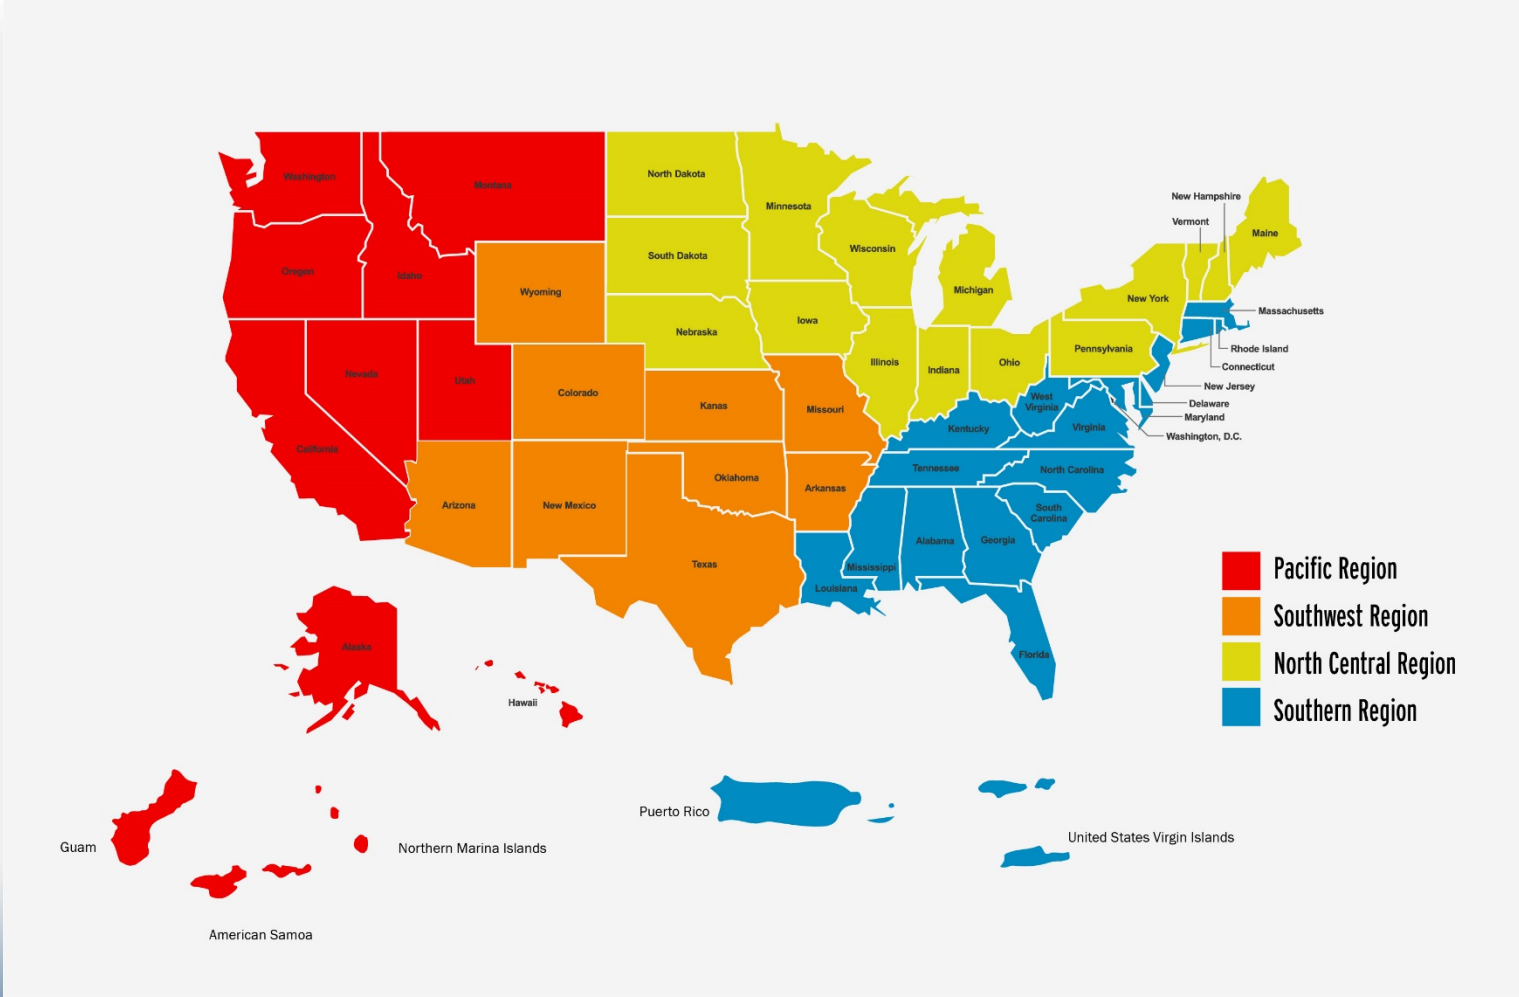 Washington
Montana
North Dakota
Minnesota
New Hampshire
Vermont
Maine
Oregon
Idaho
Wyoming
South Dakota
Wisconsin
Michigan
New York
Massachusetts
Nebraska
Iowa
Illinois
Indiana
Ohio
Pennsylvania
Rhode Island
Connecticut
Nevada
Utah
Colorado
Kanas
Missouri
West
Virginia
New Jersey
Delaware
Maryland
Washington, D.C.
California
Kentucky
Virginia
Tennessee
North Carolina
Arizona
New Mexico
Oklahoma
Arkansas
South
Carolina
Texas
Mississippi
Alabama
Georgia
Louisiana
Florida
Alaska
Hawaii
Pacific Region
Southwest Region
North Central Region
Southern Region
Guam
Northern Marina Islands
American Samoa
Puerto Rico
United States Virgin Islands